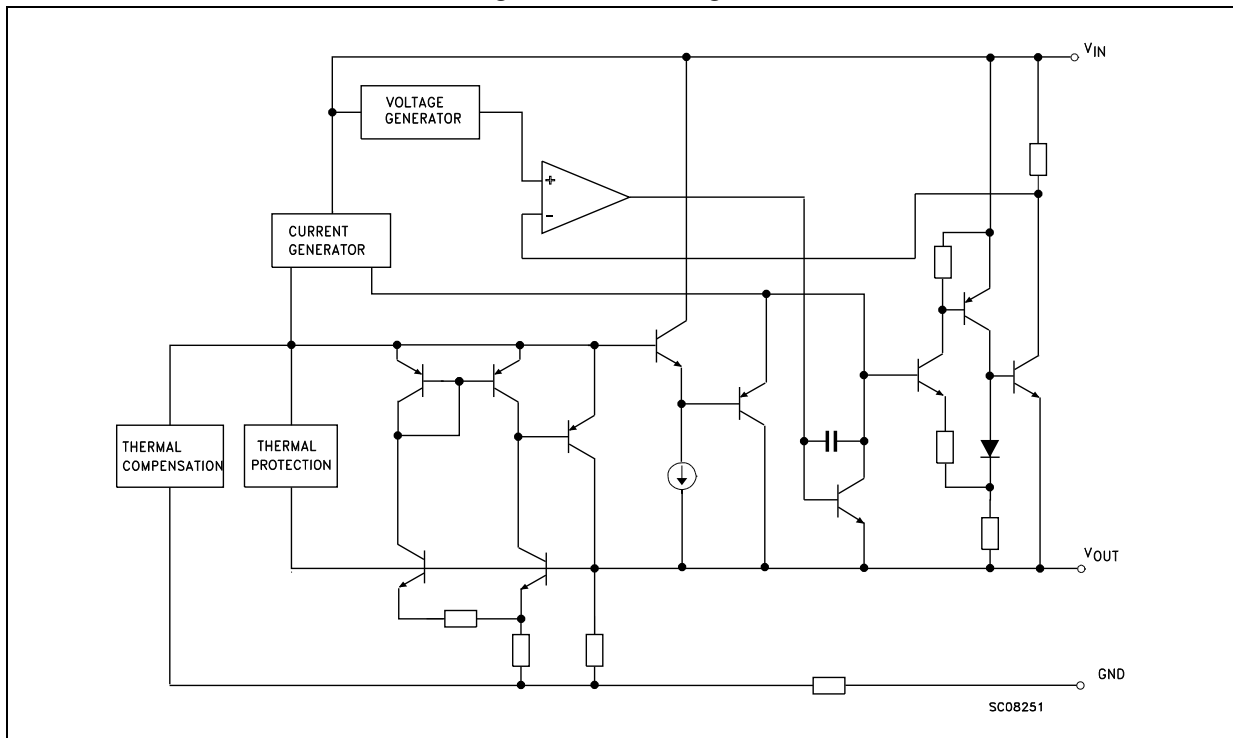 VIN
VOLTAGE
GENERATOR
+
-
CURRENT
GENERATOR
THERMAL
COMPENSATION
THERMAL
PROTECTION
VOUT
GND
SC08251